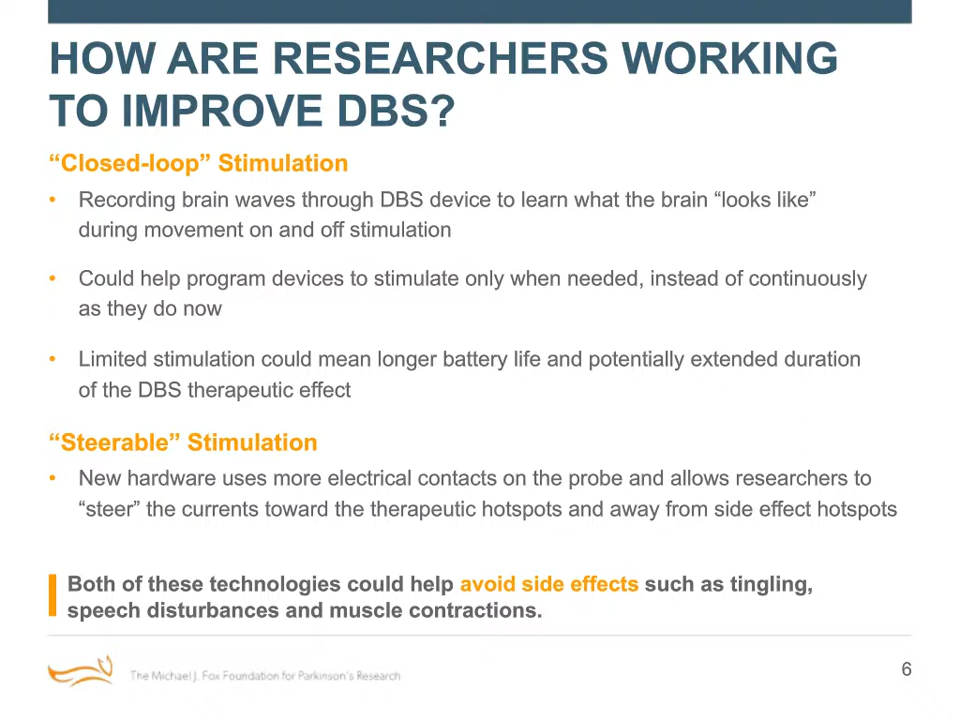 HOW ARE RESEARCHERS WORKING
TO IMPROVE DBS?
“Closed-loop” Stimulation
• Recording brain waves through DBS device to learn what the brain “looks like”
during movement on and off stimulation
• Could help program devices to stimulate only when needed, instead of continuously
as they do now
• Limited stimulation could mean longer battery life and potentially extended duration
of the DBS therapeutic effect
“Steerable” Stimulation
• New hardware uses more electrical contacts on the probe and allows researchers to
“steer” the currents toward the therapeutic hotspots and away from side effect hotspots
Both of these technologies could help avoid side effects such as tingling,
speech disturbances and muscle contractions.
The Michael J. Fox Foundation for Parkinson's Research
6